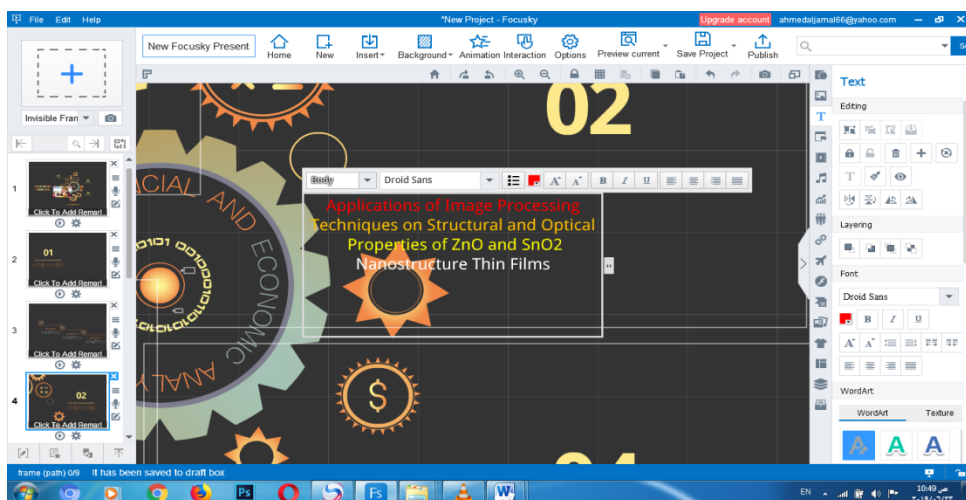 File Edit Help
*New Project - Focusky
Upgrade account
ahmedaljamal66@yahoo.com
New Focusky Present
Home
New
Insert
Background
Animation
Interaction
Options
Preview current
Save Project
Publish
Invisible Fran
1
Click To Add Remark
2
01
Click To Add Remark
3
Click To Add Remark
4
02
Click To Add Remark
02
CIAL AND ECONOMIC ANALY
Body
Droid Sans
B I U
Applications of Image Processing
Techniques on Structural and Optical
Properties of ZnO and SnO2
Nanostructure Thin Films
$
04
Text
Editing
Layering
Font
Droid Sans
B I U
WordArt
WordArt
Texture
A A A
frame (path) 0/9 It has been saved to draft box
Ps
Fs
W
EN
10:49 ص